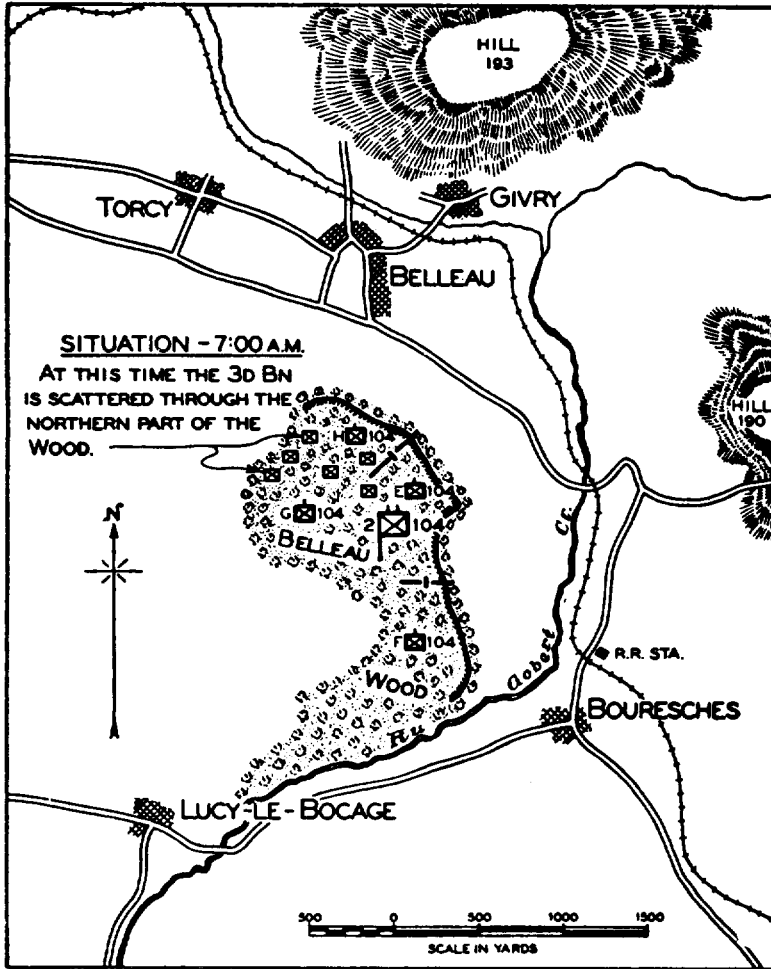 HILL
193
TORCY
GIVRY
BELLEAU
SITUATION - 7:00 A.M.
AT THIS TIME THE 3D BN
IS SCATTERED THROUGH THE
NORTHERN PART OF THE
WOOD.
HILL
190
H 104
E 104
G 104
2 104
BELLEAU
N
F 104
WOOD
Ru Gobert Cr.
R.R. STA.
BOURESCHES
LUCY-LE-BOCAGE
500 0 500 1000 1500
SCALE IN YARDS